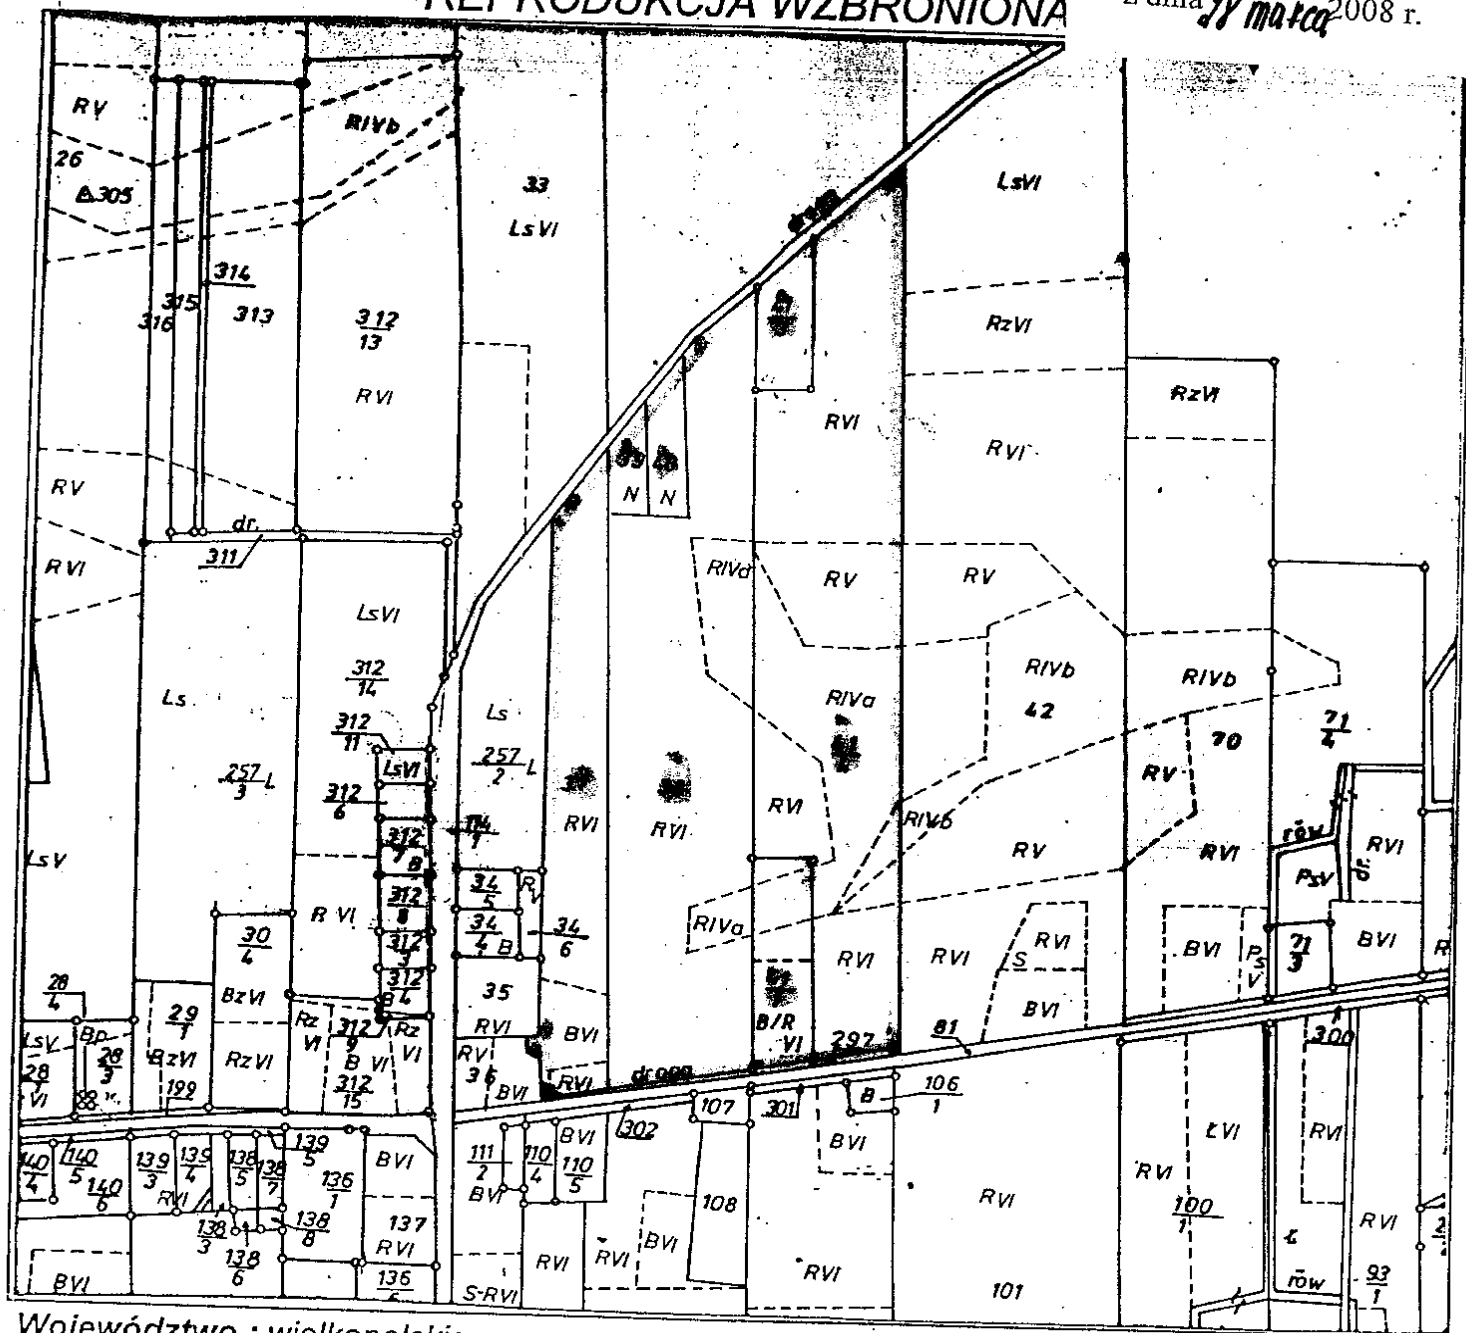 REPRODUKCJA WZBRONIONA
z dnia 28 marca 2008 r.
RV
RIVb
26
305
33
LsVI
LsVI
314
315
316
313
312
13
RzVI
RVI
RzVI
RVI
RVI
RV
N
N
dr.
311
RVI
RIVa
RV
RV
LsVI
312
14
Ls
Ls
RIVa
RIVb
42
RIVb
70
71
4
312
11
LsVI
257 L
3
257 L
2
312
6
RV
RVI
RVI
RVI
RIVb
RV
RVI
rów
RVI
dr.
PsV
LsV
312
7
B
312
8
312
3
312
4
B
34
5
RV
34
4
B
34
6
RVI
30
4
BzVI
RIVa
RVI
RVI
S
RVI
BVI
BVI
Ps
V
71
3
BVI
R
28
4
29
1
BzVI
RzVI
Rz
VI
312
9
B VI
Rz
VI
312
15
35
RVI
BVI
B/R
VI
297
81
300
LsV
Bp
28
3
28
1
VI
199
RV
36
BVI
RVI
droga
107
301
B
106
1
302
140
4
140
5
140
6
139
3
139
4
RVI
138
5
138
7
139
5
136
1
BVI
111
2
BVI
110
4
BVI
110
5
BVI
ŁVI
RVI
138
3
138
6
138
8
137
RVI
108
RVI
RVI
100
1
RVI
BVI
136
S-RVI
RVI
RVI
BVI
RVI
101
Ł
rów
93
1
Województwo : wielkopolskie